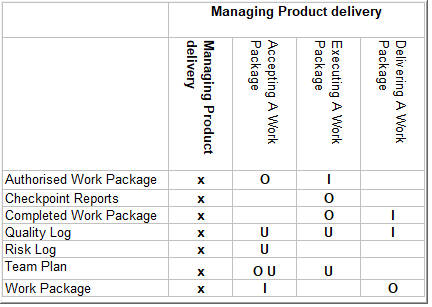 Managing Product delivery
Managing Product
delivery
Accepting A Work
Package
Executing A Work
Package
Delivering A Work
Package
Authorised Work Package x O I
Checkpoint Reports x O
Completed Work Package x O I
Quality Log x U U I
Risk Log x U
Team Plan x O U U
Work Package x I O